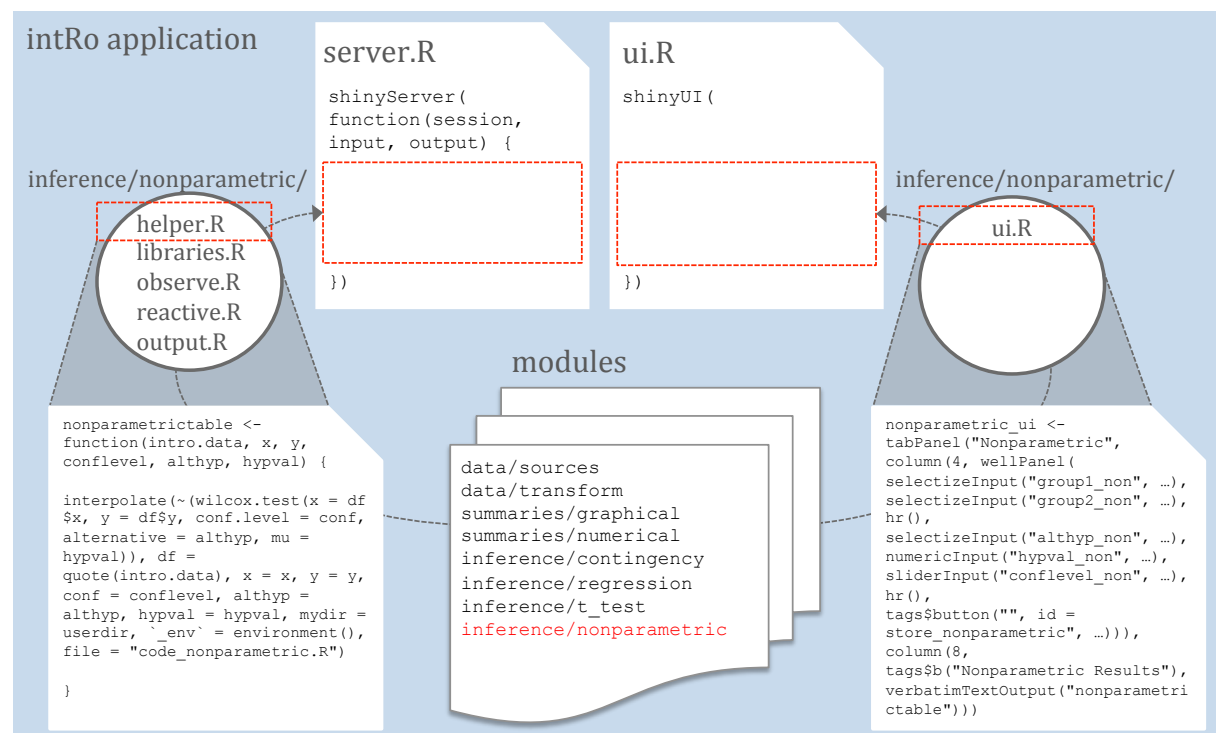 intRo application
server.R
shinyServer(
function(session,
input, output) {
})
ui.R
shinyUI(
})
inference/nonparametric/
helper.R
libraries.R
observe.R
reactive.R
output.R
inference/nonparametric/
ui.R
nonparametrictable <-
function(intro.data, x, y,
conflevel, althyp, hypval) {
interpolate(~(wilcox.test(x = df
$x, y = df$y, conf.level = conf,
alternative = althyp, mu =
hypval)), df =
quote(intro.data), x = x, y = y,
conf = conflevel, althyp =
althyp, hypval = hypval, mydir =
userdir, `_env` = environment(),
file = "code_nonparametric.R")
}
modules
data/sources
data/transform
summaries/graphical
summaries/numerical
inference/contingency
inference/regression
inference/t_test
inference/nonparametric
nonparametric_ui <-
tabPanel("Nonparametric",
column(4, wellPanel(
selectizeInput("group1_non", …),
selectizeInput("group2_non", …),
hr(),
selectizeInput("althyp_non", …),
numericInput("hypval_non", …),
sliderInput("conflevel_non", …),
hr(),
tags$button("", id =
store_nonparametric", …))),
column(8,
tags$b("Nonparametric Results"),
verbatimTextOutput("nonparametri
ctable")))